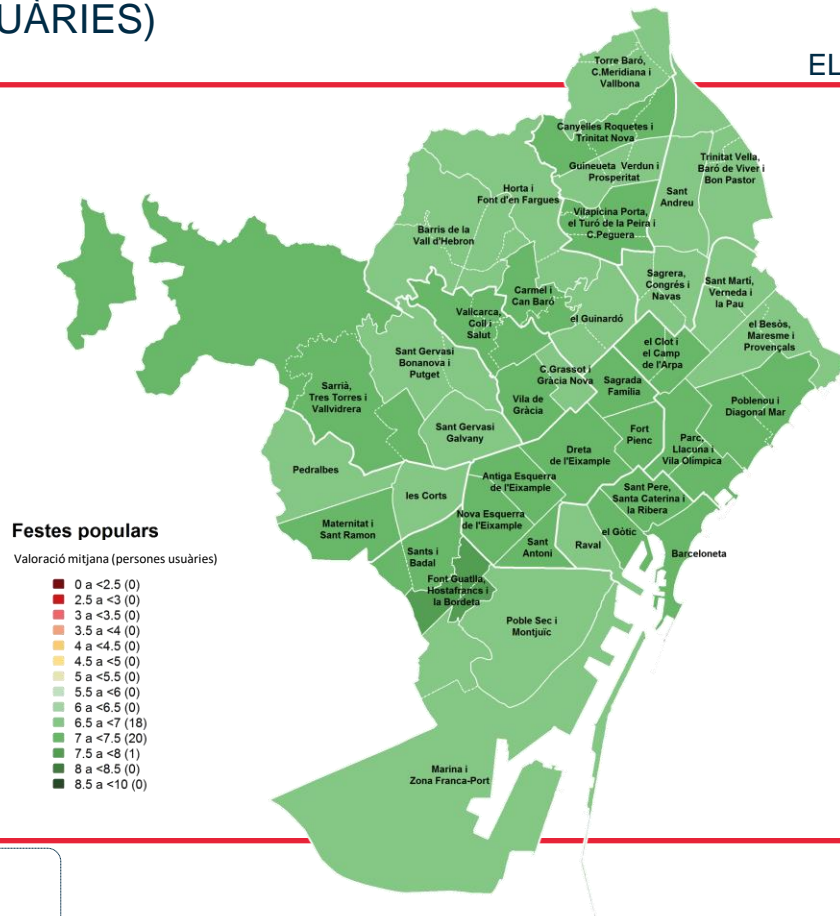 UÀRIES)
EL
Torre Baró,
C.Meridiana i
Vallbona
Canyelles Roquetes i
Trinitat Nova
Guineueta Verdun i
Prosperitat
Trinitat Vella,
Baró de Viver i
Bon Pastor
Sant
Andreu
Horta i
Font d'en Fargues
Vilapicina Porta,
el Turó de la Peira i
C.Peguera
Barris de la
Vall d'Hebron
Sagrera,
Congrés i
Navas
Sant Martí,
Verneda i
la Pau
Carmel i
Can Baró
Vallcarca,
Coll i
Salut
el Guinardó
el Besòs,
Maresme i
Provençals
el Clot i
el Camp
de l'Arpa
Sant Gervasi
Bonanova i
Putget
C.Grassot i
Gràcia Nova
Sagrada
Família
Sarrià,
Tres Torres i
Vallvidrera
Vila de
Gràcia
Poblenou i
Diagonal Mar
Sant Gervasi
Galvany
Fort
Pienc
Parc,
Llacuna i
Vila Olímpica
Dreta
de l'Eixample
Pedralbes
Antiga Esquerra
de l'Eixample
les Corts
Sant Pere,
Santa Caterina i
la Ribera
Nova Esquerra
de l'Eixample
Maternitat i
Sant Ramon
el Gòtic
Sant
Antoni
Raval
Barceloneta
Sants i
Badal
Font Guatlla,
Hostafrancs i
la Bordeta
Poble Sec i
Montjuïc
Marina i
Zona Franca-Port
Festes populars
Valoració mitjana (persones usuàries)
0 a <2.5 (0)
2.5 a <3 (0)
3 a <3.5 (0)
3.5 a <4 (0)
4 a <4.5 (0)
4.5 a <5 (0)
5 a <5.5 (0)
5.5 a <6 (0)
6 a <6.5 (0)
6.5 a <7 (18)
7 a <7.5 (20)
7.5 a <8 (1)
8 a <8.5 (0)
8.5 a <10 (0)